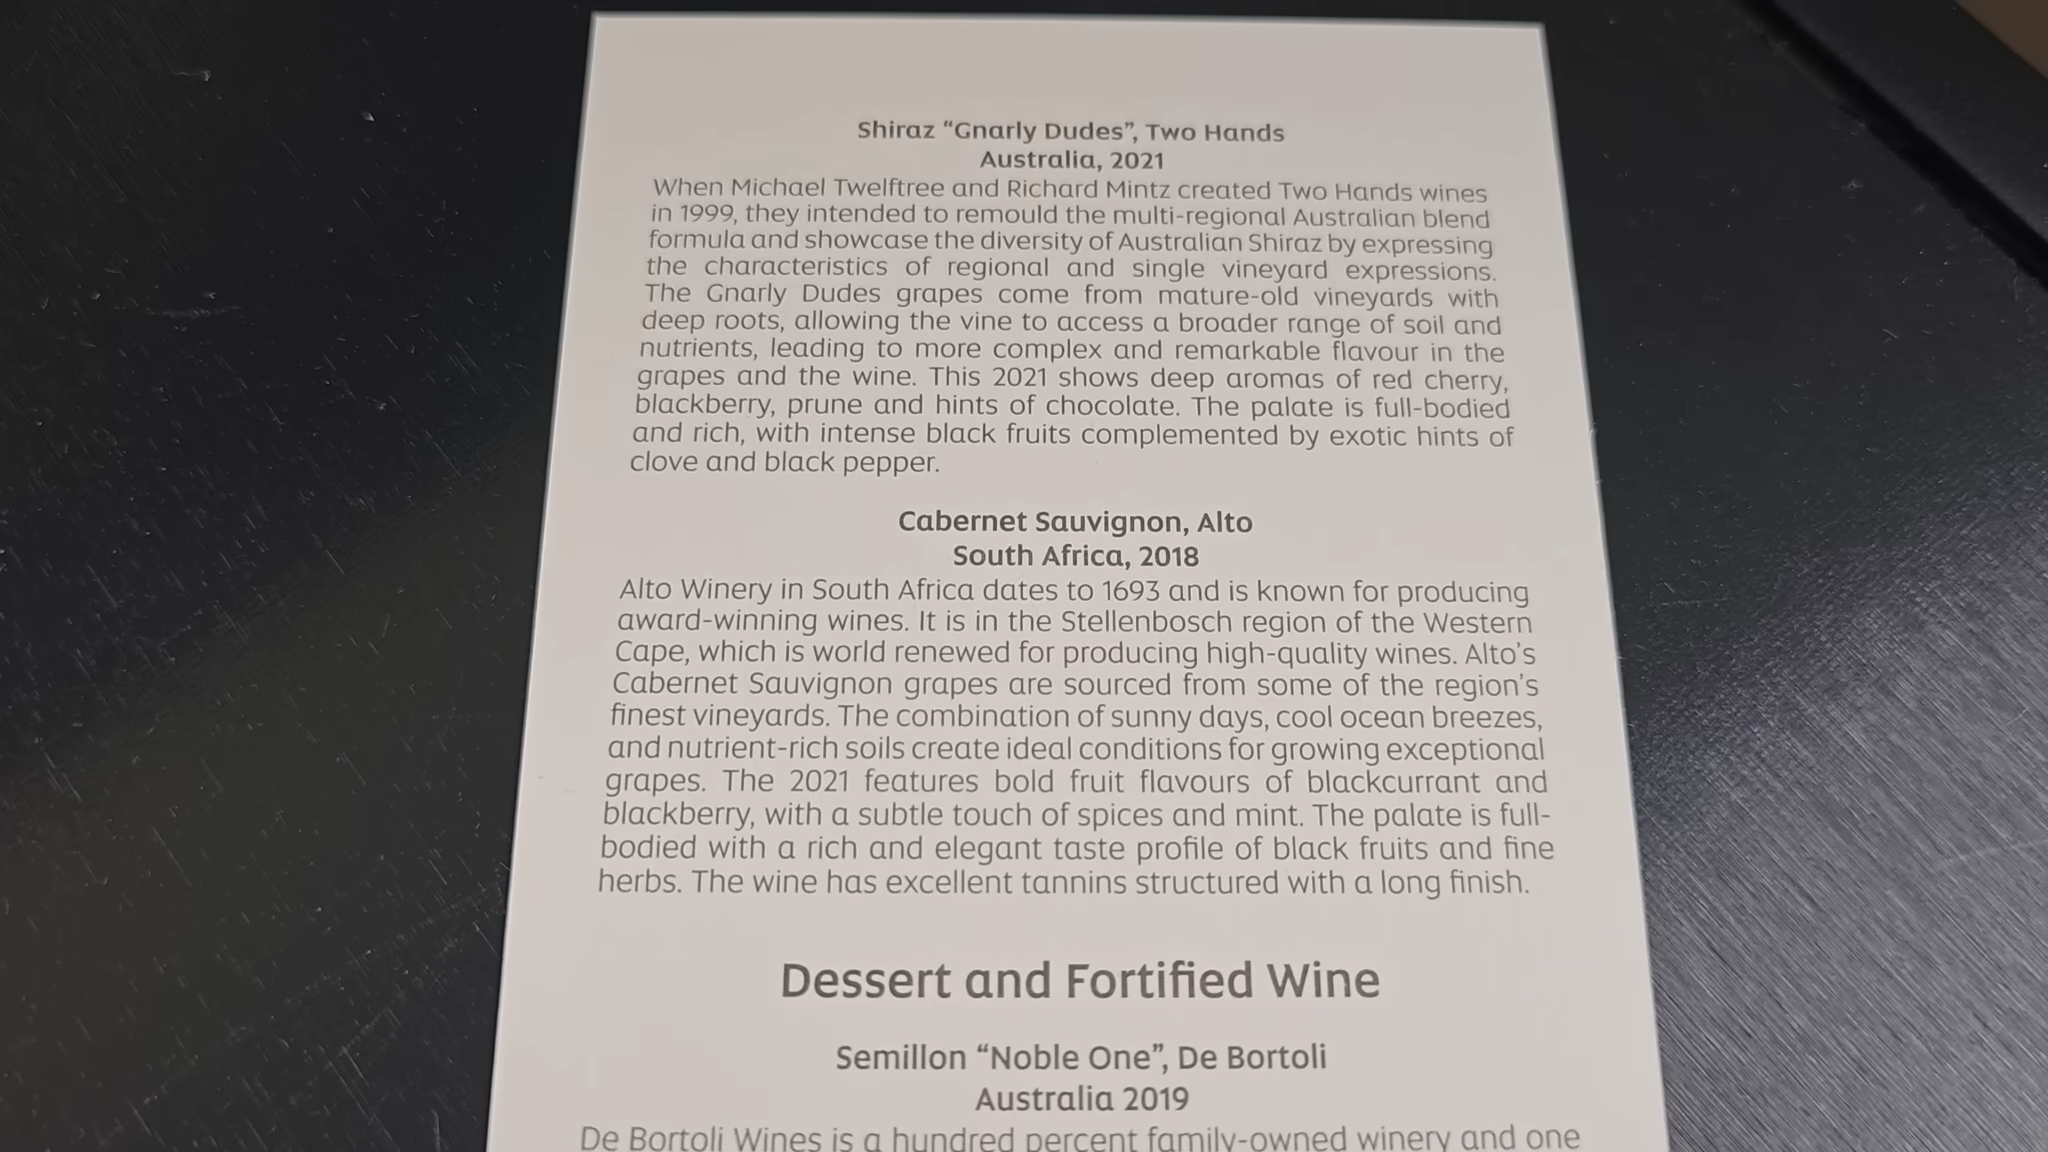 Shiraz “Gnarly Dudes”, Two Hands
Australia, 2021
When Michael Twelftree and Richard Mintz created Two Hands wines
in 1999, they intended to remould the multi-regional Australian blend
formula and showcase the diversity of Australian Shiraz by expressing
the characteristics of regional and single vineyard expressions.
The Gnarly Dudes grapes come from mature-old vineyards with
deep roots, allowing the vine to access a broader range of soil and
nutrients, leading to more complex and remarkable flavour in the
grapes and the wine. This 2021 shows deep aromas of red cherry,
blackberry, prune and hints of chocolate. The palate is full-bodied
and rich, with intense black fruits complemented by exotic hints of
clove and black pepper.
Cabernet Sauvignon, Alto
South Africa, 2018
Alto Winery in South Africa dates to 1693 and is known for producing
award-winning wines. It is in the Stellenbosch region of the Western
Cape, which is world renewed for producing high-quality wines. Alto’s
Cabernet Sauvignon grapes are sourced from some of the region’s
finest vineyards. The combination of sunny days, cool ocean breezes,
and nutrient-rich soils create ideal conditions for growing exceptional
grapes. The 2021 features bold fruit flavours of blackcurrant and
blackberry, with a subtle touch of spices and mint. The palate is full-
bodied with a rich and elegant taste profile of black fruits and fine
herbs. The wine has excellent tannins structured with a long finish.
Dessert and Fortified Wine
Semillon “Noble One”, De Bortoli
Australia 2019
De Bortoli Wines is a hundred percent family-owned winery and one